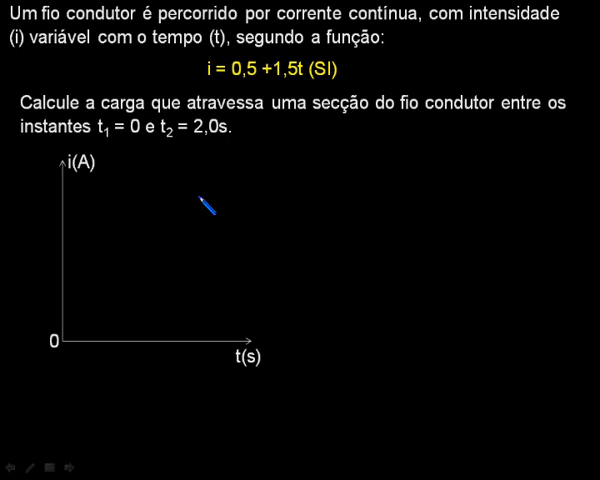 Um fio condutor é percorrido por corrente contínua, com intensidade
(i) variável com o tempo (t), segundo a função:
i = 0,5 +1,5t (SI)
Calcule a carga que atravessa uma secção do fio condutor entre os
instantes t₁ = 0 e t₂ = 2,0s.
i(A)
0
t(s)